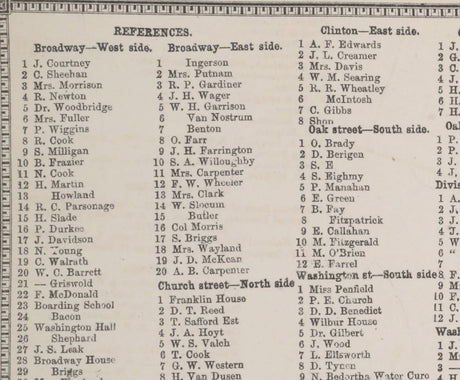 REFERENCES.
Broadway—West side.
1 J. Courtney
2 C. Sheehan
3 Mrs. Morrison
4 R. Newton
5 Dr. Woodbridge
6 Mrs. Fuller
7 P. Wiggins
8 R. Cook
9 S. Milligan
10 B. Frazier
11 N. Cook
12 H. Martin
13 Howland
14 R. C. Parsonage
15 H. Slade
16 P. Durkee
17 J. Davidson
18 N. Young
19 C. Walrath
20 W. C. Barrett
21 — Griswold
22 F. McDonald
23 Boarding School
24 Bacon
25 Washington Hall
26 Shephard
27 J. S. Leak
28 Broadway House
29 Briggs
Broadway—East side.
1 Ingerson
2 Mrs. Putnam
3 R. P. Gardiner
4 J. H. Wager
5 W. H. Garrison
6 Van Nostrum
7 Benton
8 O. Farr
9 J. H. Farrington
10 S. A. Willoughby
11 Mrs. Carpenter
12 F. W. Wheeler
13 Mrs. Clark
14 W. Slocum
15 Butler
16 Col Morris
17 S. Briggs
18 Mrs. Wayland
19 J. D. McKean
20 A. B. Carpenter
Church street—North side
1 Franklin House
2 D. T. Reed
3 T. Safford Est
4 J. A. Hoyt
5 W. S. Valch
6 T. Cook
7 G. W. Western
8 H. Van Dusen
Clinton—East side.
1 A. F. Edwards
2 J. L. Creamer
3 Mrs. Davis
4 W. M. Searing
5 R. R. Wheatley
6 McIntosh
7 C. Gibbs
8 Shop
Oak street—South side.
1 O. Brady
2 D. Berigen
3 S. E
4 S. Eighmy
5 P. Manahan
6 E. Green
7 B. Fay
8 Fitzpatrick
9 E. Callahan
10 M. Fitzgerald
11 M. O'Brien
12 E. Farrel
Washington st—South side
1 Miss Penfield
2 P. E. Church
3 D. D. Benedict
4 Wilbur House
5 Dr. Gilbert
6 J. Wood
7 L. Ellsworth
8 D. Tyken
9 N. Bedortha Water Cure